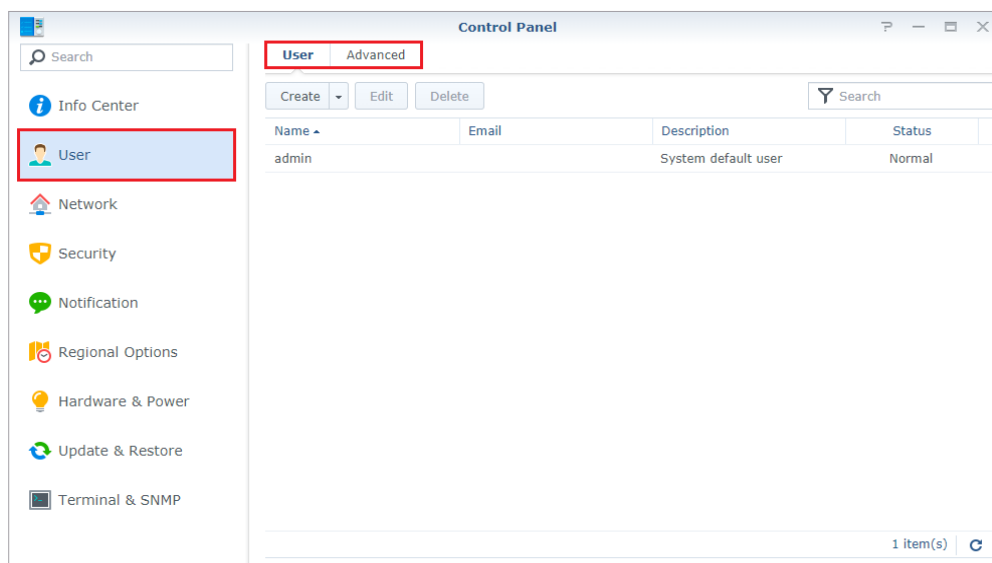 Control Panel
Search
User Advanced
Create Edit Delete
Search
Name Email Description Status
admin System default user Normal
Info Center
User
Network
Security
Notification
Regional Options
Hardware & Power
Update & Restore
Terminal & SNMP
1 item(s)